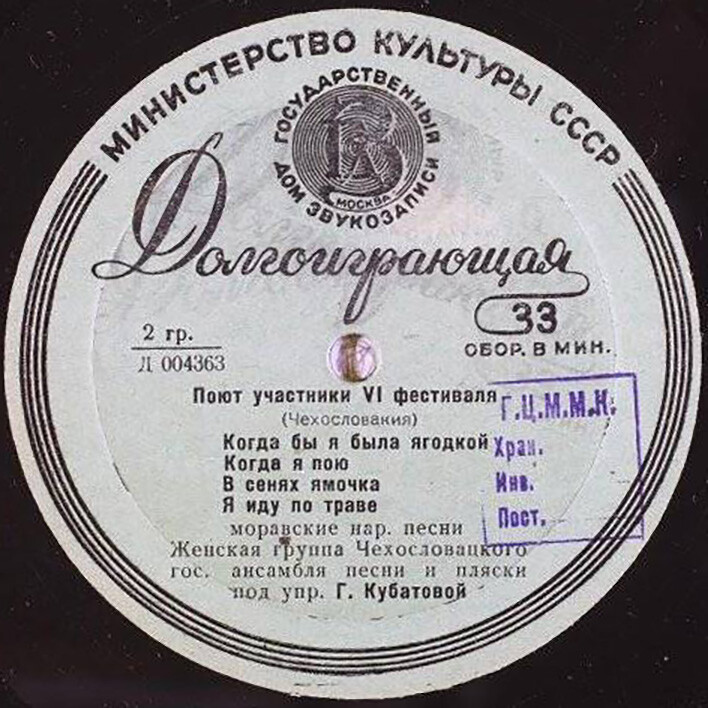 МИНИСТЕРСТВО КУЛЬТУРЫ СССР
ГОСУДАРСТВЕННЫЙ
ДОМ ЗВУКОЗАПИСИ
МОСКВА
Долгоиграющая
33
ОБОР. В МИН.
2 гр.
Д 004363
Поют участники VI фестиваля
(Чехословакия)
Когда бы я была ягодкой
Когда я пою
В сенях ямочка
Я иду по траве
моравские нар. песни
Женская группа Чехословацкого
гос. ансамбля песни и пляски
под упр. Г. Кубатовой
Г.Ц.М.М.К.
Хран.
Инв.
Пост.